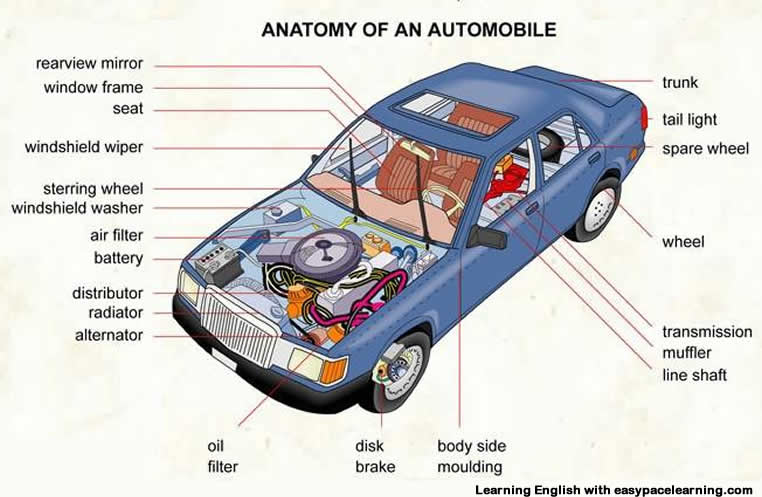 ANATOMY OF AN AUTOMOBILE
rearview mirror
window frame
seat
windshield wiper
sterring wheel
windshield washer
air filter
battery
distributor
radiator
alternator
trunk
tail light
spare wheel
wheel
transmission
muffler
line shaft
oil
filter
disk
brake
body side
moulding
Learning English with easypacelearning.com